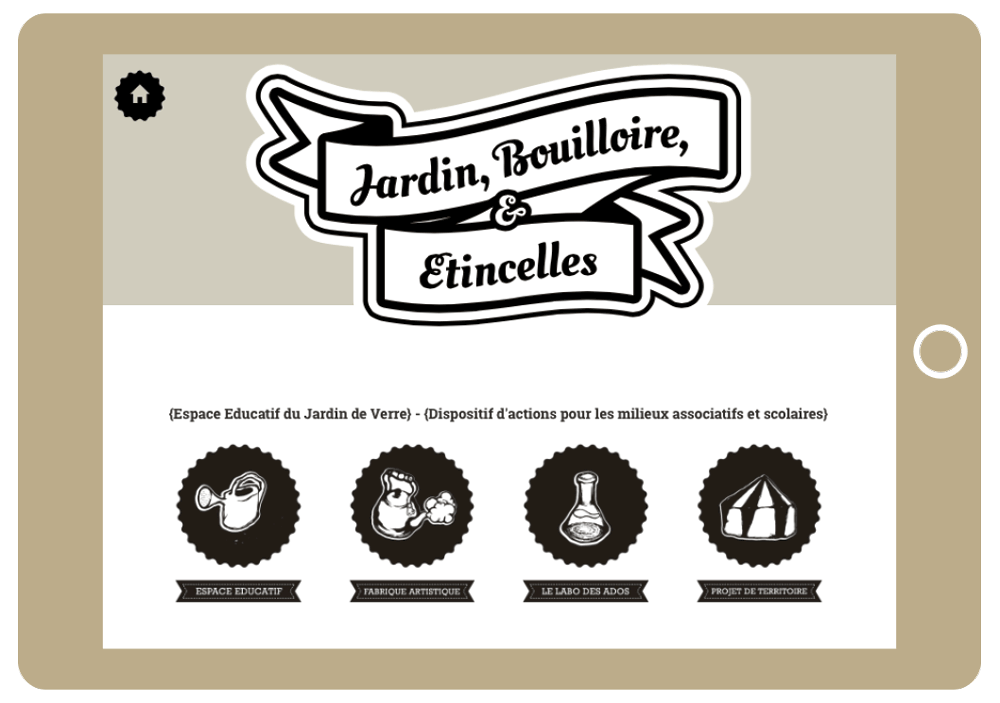 Jardin, Bouilloire,
&
Etincelles
{Espace Educatif du Jardin de Verre} - {Dispositif d'actions pour les milieux associatifs et scolaires}
ESPACE EDUCATIF
FABRIQUE ARTISTIQUE
LE LABO DES ADOS
PROJET DE TERRITOIRE